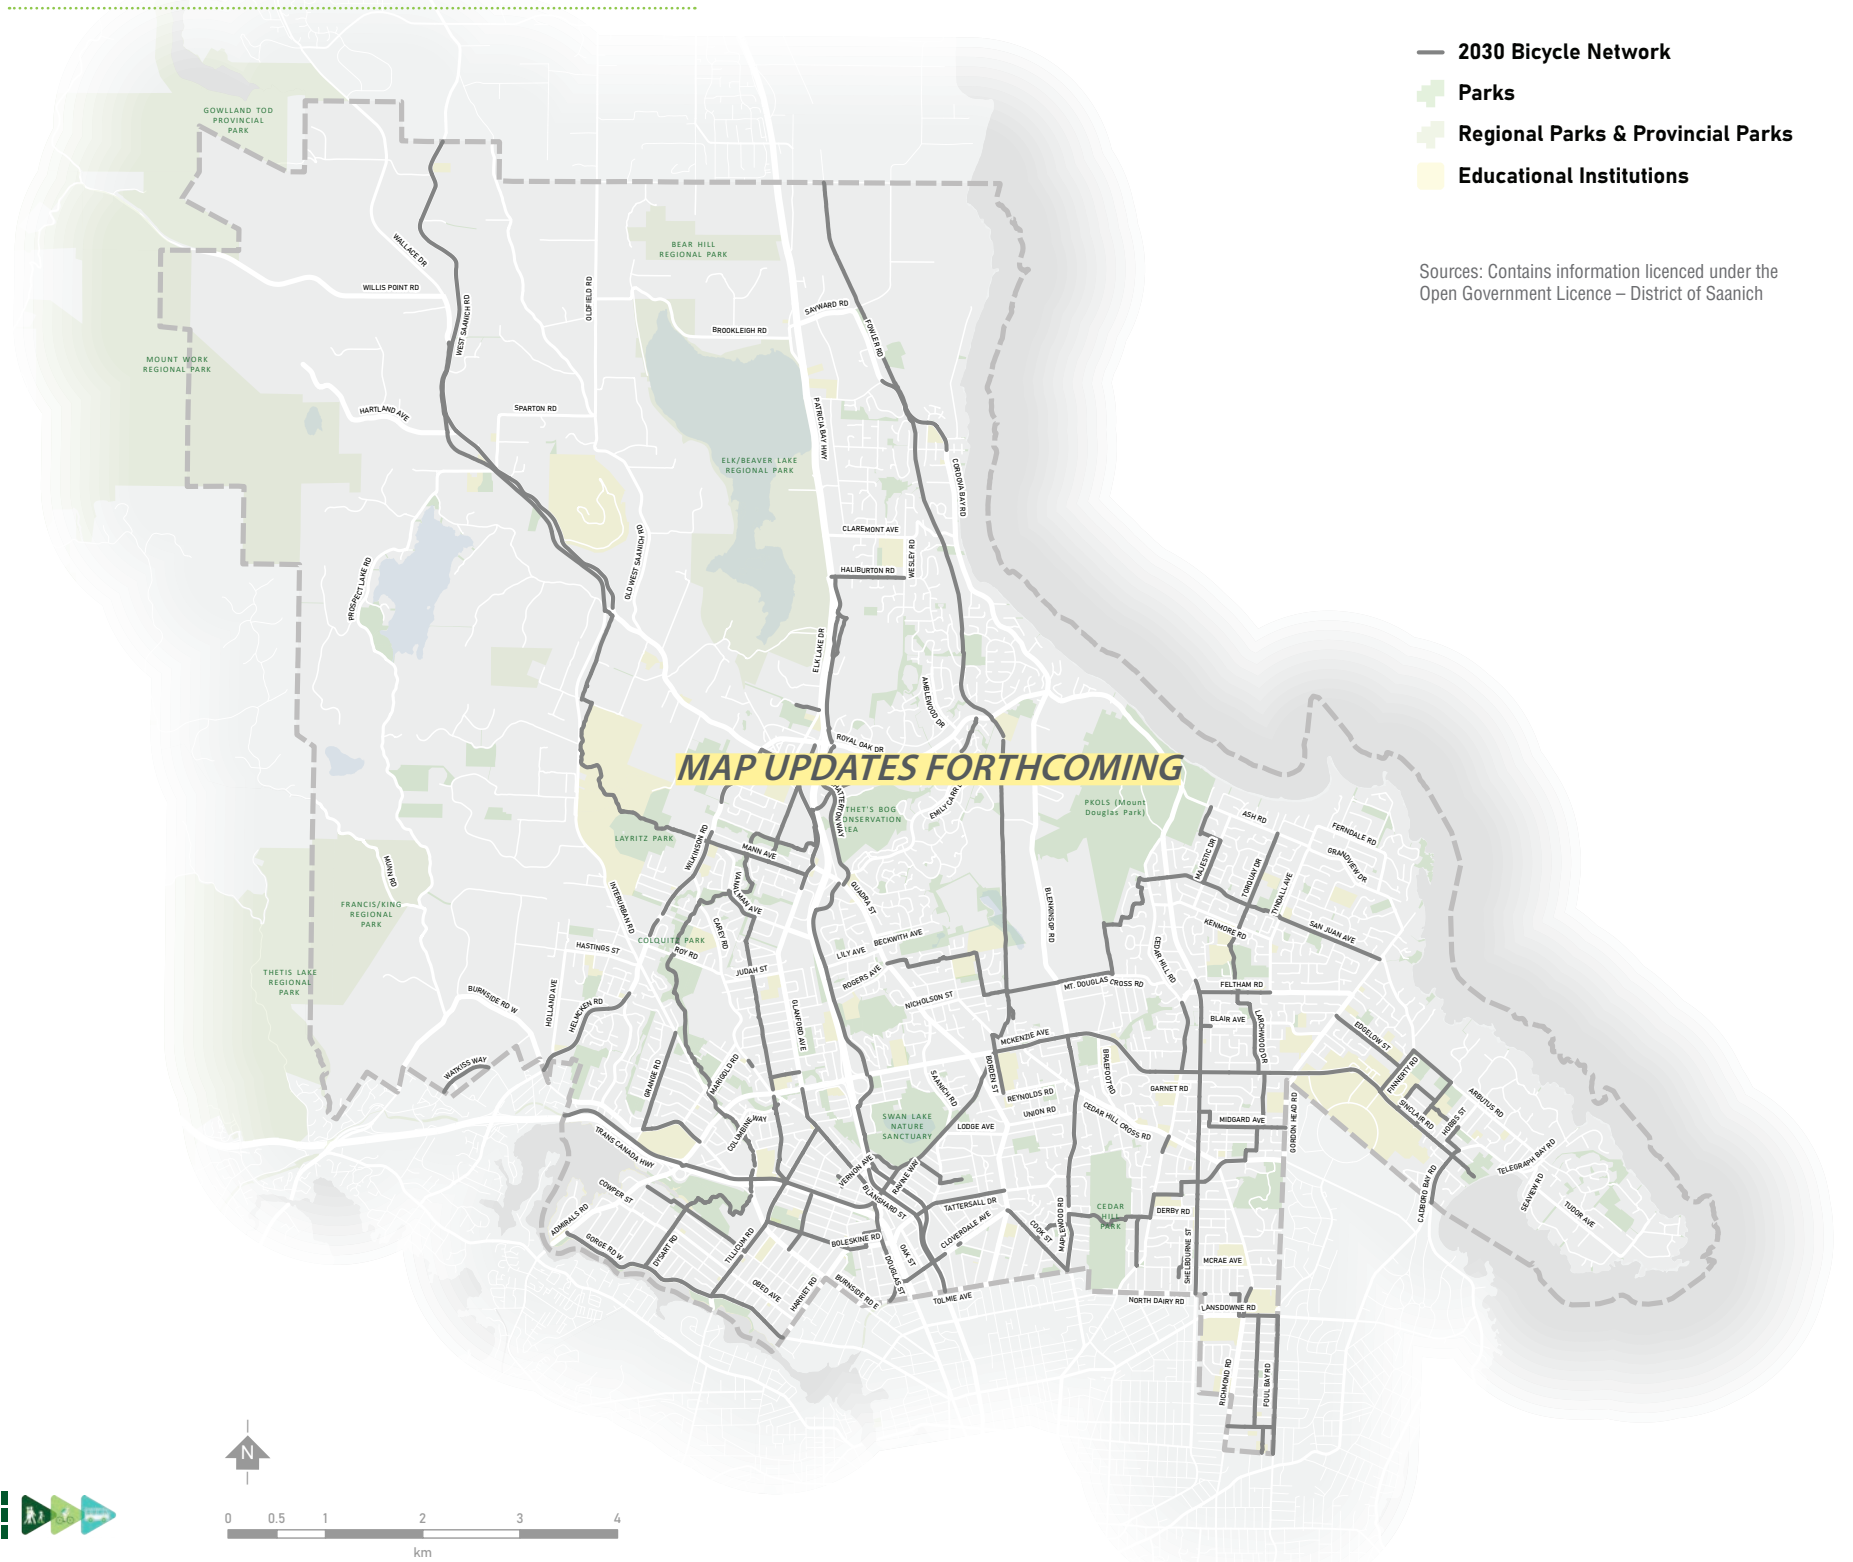 2030 Bicycle Network
Parks
Regional Parks & Provincial Parks
Educational Institutions
Sources: Contains information licenced under the
Open Government Licence – District of Saanich
GOWLLAND TOD
PROVINCIAL
PARK
WALLACE DR
WILLIS POINT RD
WEST SAANICH RD
OLDFIELD RD
BEAR HILL
REGIONAL PARK
SAYWARD RD
BROOKLEIGH RD
FOWLER RD
MOUNT WORK
REGIONAL PARK
HARTLAND AVE
SPARTON RD
PATRICIA BAY HWY
ELK/BEAVER LAKE
REGIONAL PARK
CORDOVA BAY RD
CLAREMONT AVE
WESLEY RD
HALIBURTON RD
OLD WEST SAANICH RD
PROSPECT LAKE RD
ELK LAKE DR
AMBLEWOOD DR
ROYAL OAK DR
MAP UPDATES FORTHCOMING
CHATTERTON WAY
EMILY CARR
PKOLS (Mount
Douglas Park)
LAYRITZ PARK
WILKINSON RD
MANN AVE
ASH RD
FERNDALE RD
GRANDVIEW DR
MAJESTIC DR
TORQUAY DR
TYNDALL AVE
MUNN RD
INTERURBAN RD
VANALMAN AVE
QUADRA ST
BLENKINSOP RD
FRANCIS/KING
REGIONAL
PARK
COLQUITZ PARK
CAREY RD
ROY RD
HASTINGS ST
LILY AVE
BECKWITH AVE
KENMORE RD
SAN JUAN AVE
THETIS LAKE
REGIONAL
PARK
JUDAH ST
ROGERS AVE
CEDAR HILL RD
MT. DOUGLAS CROSS RD
FELTHAM RD
BURNSIDE RD W
HOLLAND AVE
HELMCKEN RD
GLANFORD AVE
NICHOLSON ST
BLAIR AVE
LARCHWOOD DR
EDGELOW ST
MCKENZIE AVE
WATKISS WAY
GRANGE RD
MARIGOLD RD
SAANICH RD
BORDEN ST
BRAEFOOT RD
FINNERTY RD
GARNET RD
REYNOLDS RD
UNION RD
GORDON HEAD RD
SINCLAIR RD
ARBUTUS RD
HOBBS ST
SWAN LAKE
NATURE
SANCTUARY
LODGE AVE
CEDAR HILL CROSS RD
MIDGARD AVE
TRANS CANADA HWY
COLUMBINE WAY
VERNON AVE
RAVINE WAY
TELEGRAPH BAY RD
COWPER ST
BLANSHARD ST
TATTERSALL DR
CADBORO BAY RD
SEAVIEW RD
TUDOR AVE
ADMIRALS RD
GORGE RD W
DYSART RD
TILLICUM RD
BOLESKINE RD
OAK ST
CLOVERDALE AVE
COOK ST
MAPLEWOOD RD
CEDAR
HILL
PARK
DERBY RD
SHELBOURNE ST
MCRAE AVE
OBED AVE
HARRIET RD
BURNSIDE RD E
DOUGLAS ST
TOLMIE AVE
NORTH DAIRY RD
LANSDOWNE RD
RICHMOND RD
FOUL BAY RD
N
0 0.5 1 2 3 4
km